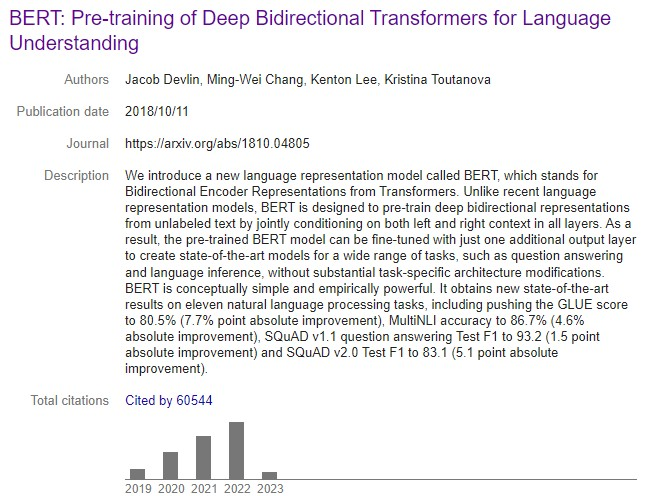 BERT: Pre-training of Deep Bidirectional Transformers for Language
Understanding
Authors Jacob Devlin, Ming-Wei Chang, Kenton Lee, Kristina Toutanova
Publication date 2018/10/11
Journal https://arxiv.org/abs/1810.04805
Description We introduce a new language representation model called BERT, which stands for
Bidirectional Encoder Representations from Transformers. Unlike recent language
representation models, BERT is designed to pre-train deep bidirectional representations
from unlabeled text by jointly conditioning on both left and right context in all layers. As a
result, the pre-trained BERT model can be fine-tuned with just one additional output layer
to create state-of-the-art models for a wide range of tasks, such as question answering
and language inference, without substantial task-specific architecture modifications.
BERT is conceptually simple and empirically powerful. It obtains new state-of-the-art
results on eleven natural language processing tasks, including pushing the GLUE score
to 80.5% (7.7% point absolute improvement), MultiNLI accuracy to 86.7% (4.6%
absolute improvement), SQuAD v1.1 question answering Test F1 to 93.2 (1.5 point
absolute improvement) and SQuAD v2.0 Test F1 to 83.1 (5.1 point absolute
improvement).
Total citations Cited by 60544
2019 2020 2021 2022 2023